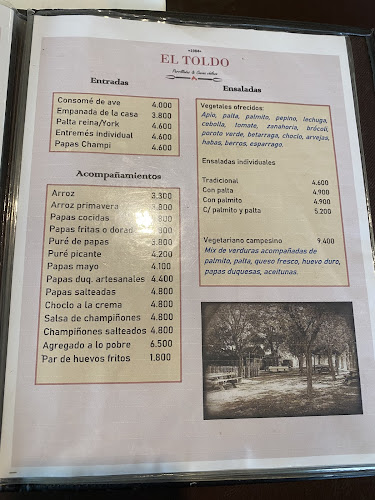 EL TOLDO
Parrilladas & Carnes
Entradas
Consomé de ave 4.000
Empanada de la casa 3.800
Palta reina/York 4.600
Entremés individual 4.600
Papas Champi 4.600
Acompañamientos
Arroz 3.300
Arroz primavera
Papas cocidas
Papas fritas o doradas
Puré de papas 3.800
Puré picante 4.200
Papas mayo 4.100
Papas duq. artesanales 4.400
Papas salteadas 4.800
Choclo a la crema 4.800
Salsa de champiñones 4.800
Champiñones salteados 4.800
Agregado a lo pobre 6.500
Par de huevos fritos 1.800
Ensaladas
Vegetales ofrecidos:
Apio, palta, palmito, pepino, lechuga,
cebolla, tomate, zanahoria, brócoli,
poroto verde, betarraga, choclo, arvejas,
habas, berros, esparrago.
Ensaladas individuales
Tradicional 4.600
Con palta 4.900
Con palmito 4.900
C/ palmito y palta 5.200
Vegetariano campesino 9.400
Mix de verduras acompañadas de
palmito, palta, queso fresco, huevo duro,
papas duquesas, aceitunas.